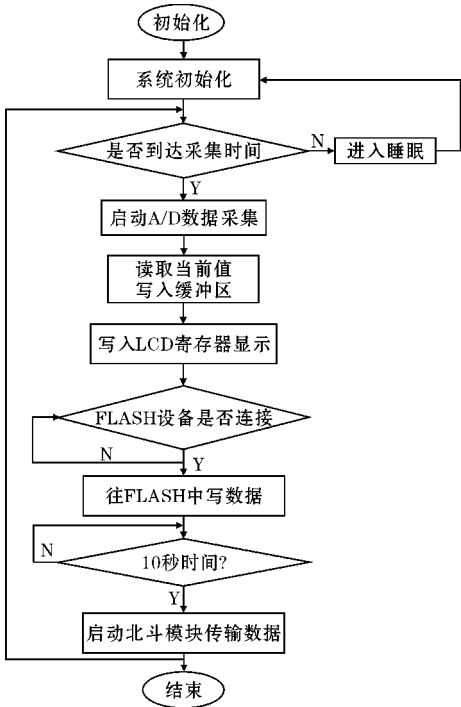 初始化
系统初始化
是否到达采集时间
N
进入睡眠
Y
启动A/D数据采集
读取当前值
写入缓冲区
写入LCD寄存器显示
FLASH设备是否连接
N
Y
往FLASH中写数据
N
10秒时间?
Y
启动北斗模块传输数据
结束